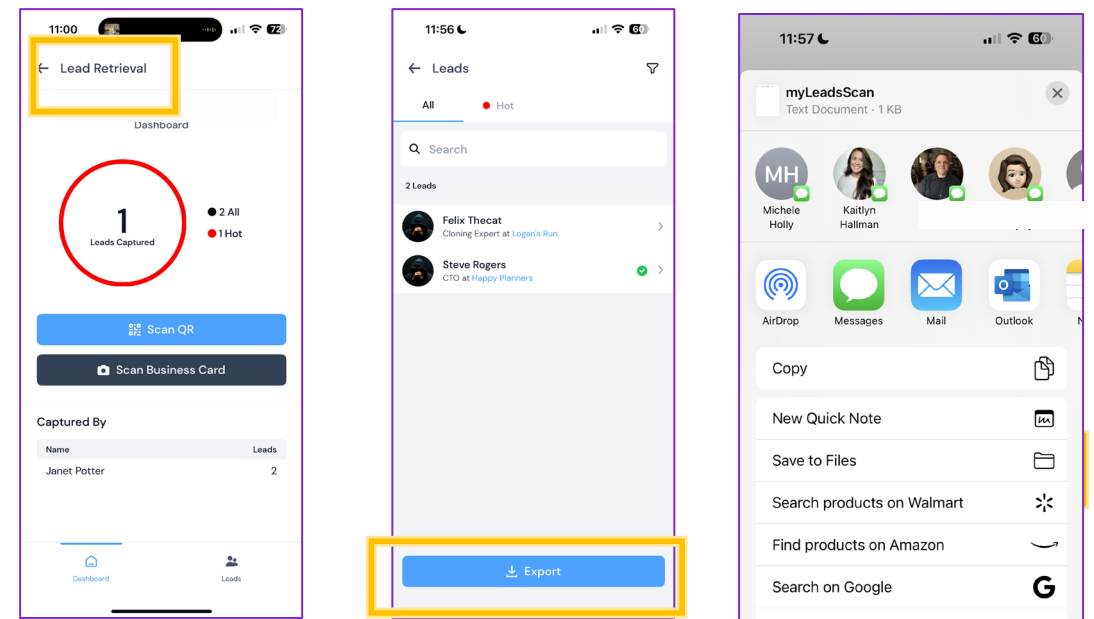 11:00
72
Lead Retrieval
Dashboard
1
Leads Captured
2 All
1 Hot
Scan QR
Scan Business Card
Captured By
Name Leads
Janet Potter 2
Dashboard Leads
11:56
60
Leads
All Hot
Search
2 Leads
Felix Thecat
Cloning Expert at Logan's Run
Steve Rogers
CTO at Happy Planners
Export
11:57
60
myLeadsScan
Text Document · 1 KB
MH
Michele
Holly
Kaitlyn
Hallman
AirDrop Messages Mail Outlook
Copy
New Quick Note
Save to Files
Search products on Walmart
Find products on Amazon
Search on Google